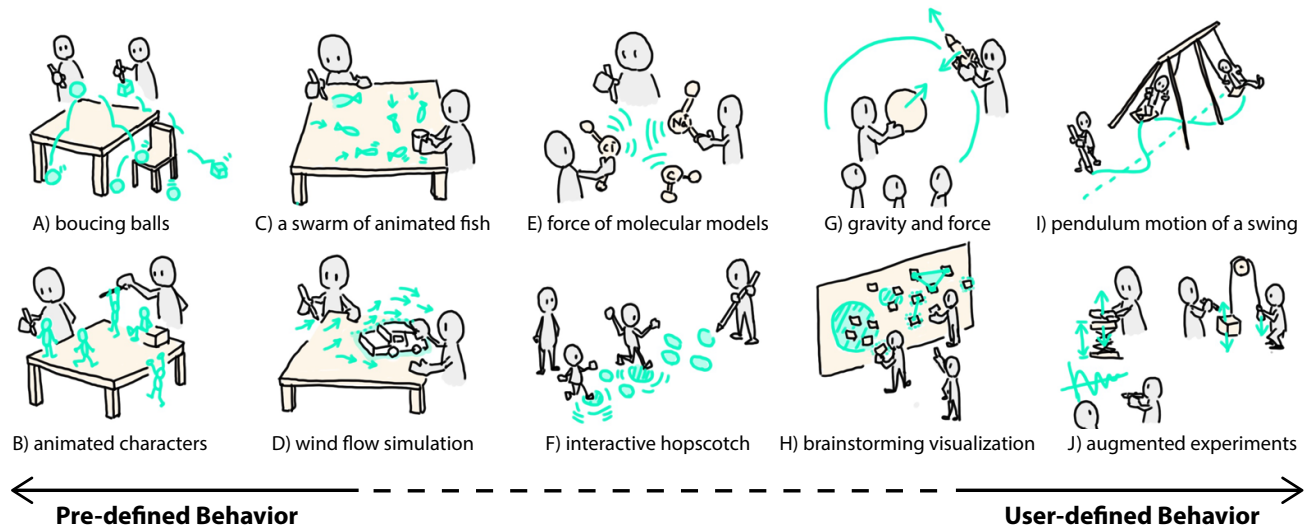 A) boucing balls
C) a swarm of animated fish
E) force of molecular models
G) gravity and force
I) pendulum motion of a swing
B) animated characters
D) wind flow simulation
F) interactive hopscotch
H) brainstorming visualization
J) augmented experiments
Pre-defined Behavior
User-defined Behavior